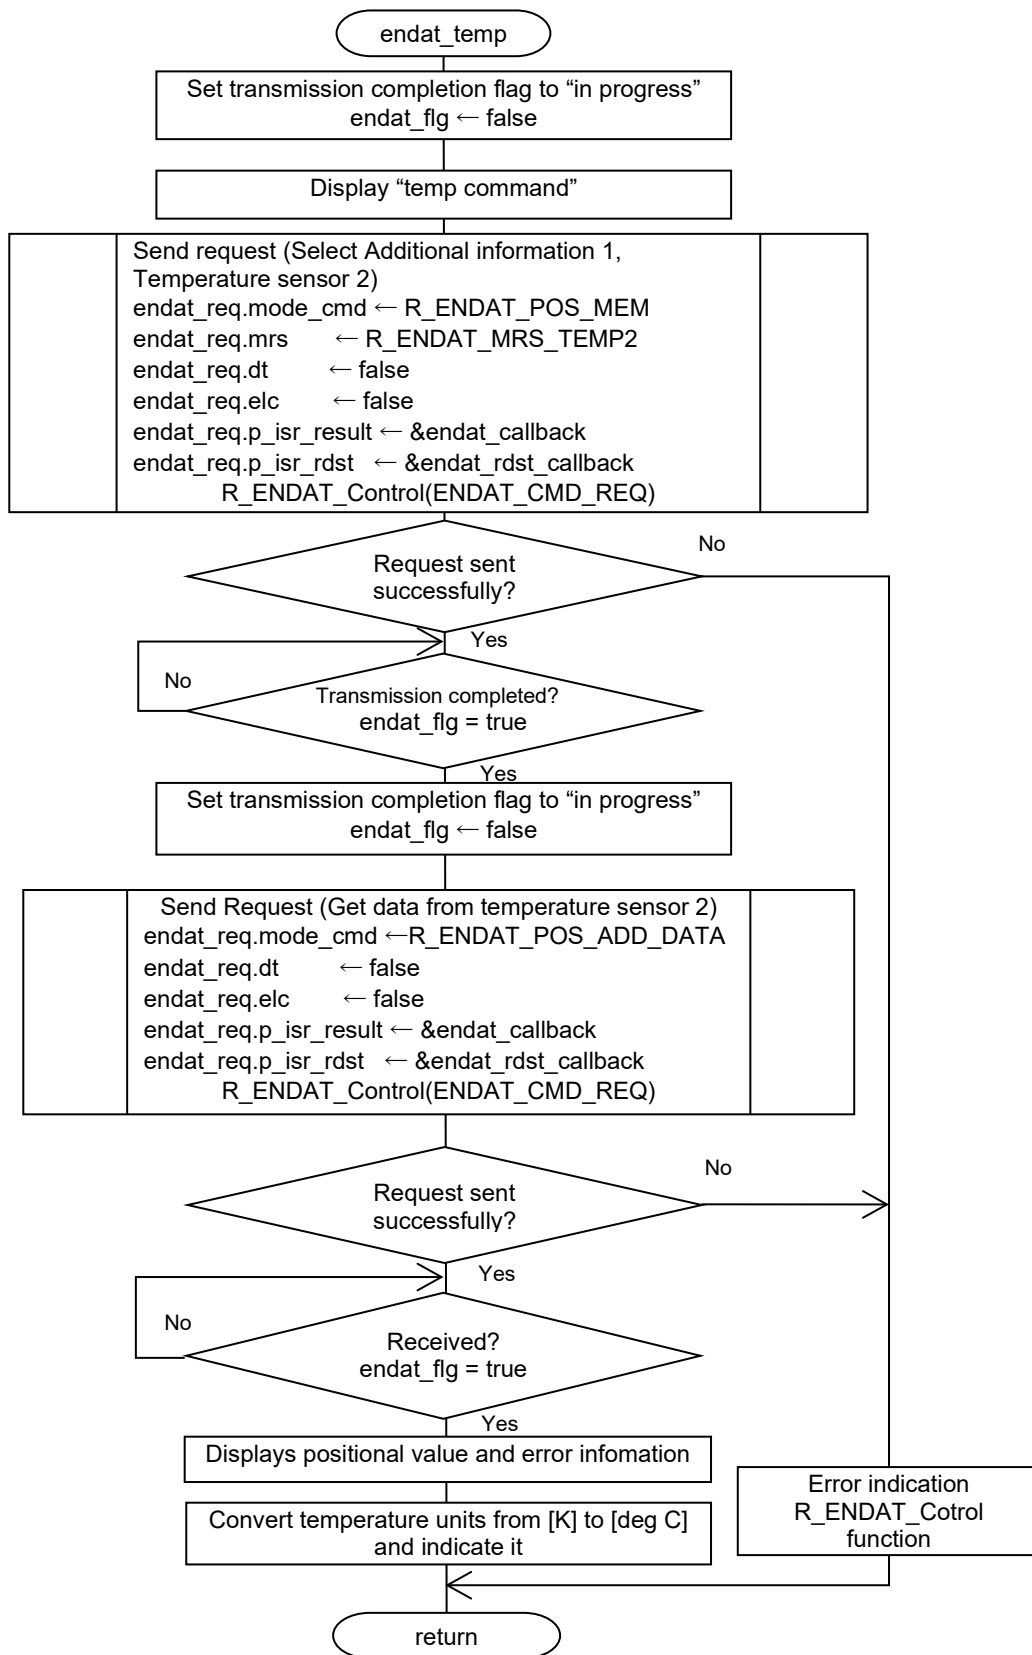 endat_temp
Set transmission completion flag to “in progress”
endat_flg ← false
Display “temp command”
Send request (Select Additional information 1,
Temperature sensor 2)
endat_req.mode_cmd ← R_ENDAT_POS_MEM
endat_req.mrs ← R_ENDAT_MRS_TEMP2
endat_req.dt ← false
endat_req.elc ← false
endat_req.p_isr_result ← &endat_callback
endat_req.p_isr_rdst ← &endat_rdst_callback
R_ENDAT_Control(ENDAT_CMD_REQ)
No
Request sent
successfully?
Yes
No
Transmission completed?
endat_flg = true
Yes
Set transmission completion flag to “in progress”
endat_flg ← false
Send Request (Get data from temperature sensor 2)
endat_req.mode_cmd ←R_ENDAT_POS_ADD_DATA
endat_req.dt ← false
endat_req.elc ← false
endat_req.p_isr_result ← &endat_callback
endat_req.p_isr_rdst ← &endat_rdst_callback
R_ENDAT_Control(ENDAT_CMD_REQ)
No
Request sent
successfully?
Yes
No
Received?
endat_flg = true
Yes
Displays positional value and error infomation
Convert temperature units from [K] to [deg C]
and indicate it
Error indication
R_ENDAT_Cotrol
function
return